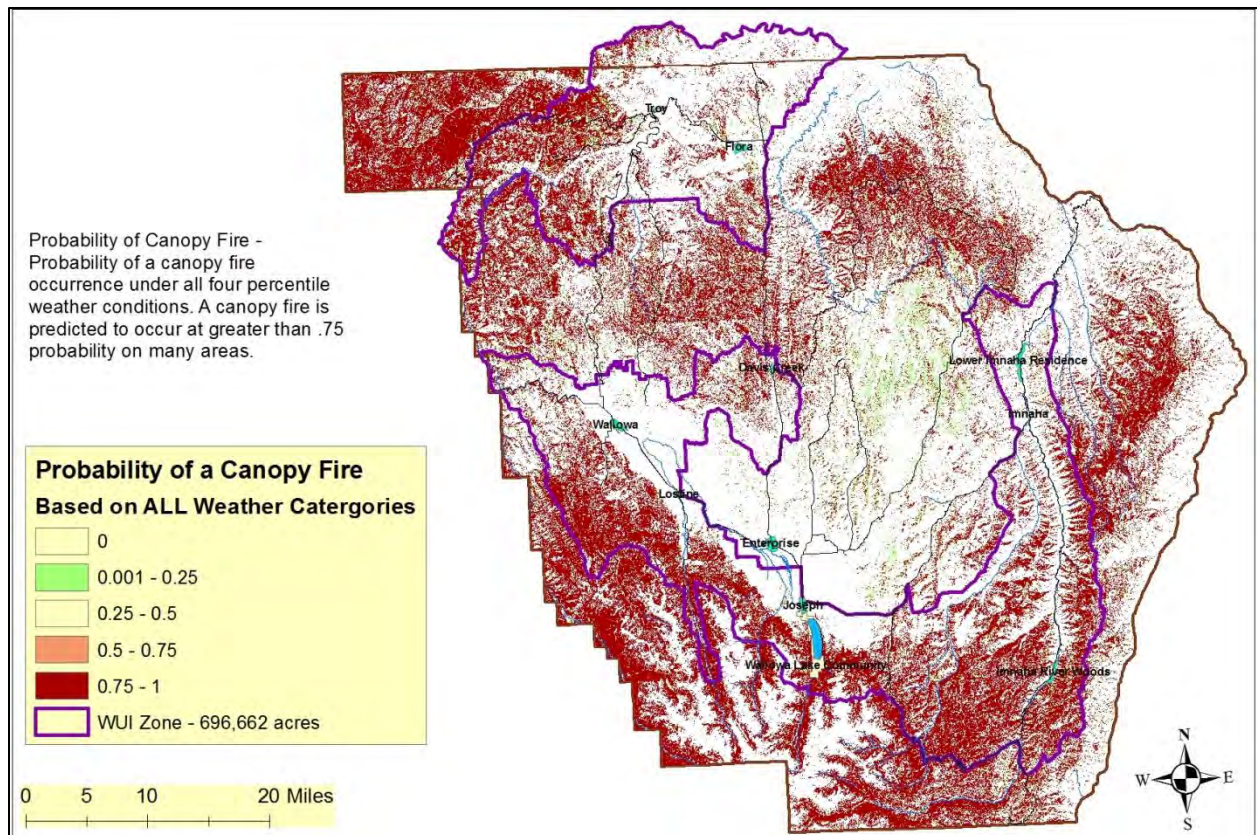 Troy
Flora
Probability of Canopy Fire -
Probability of a canopy fire
occurrence under all four percentile
weather conditions. A canopy fire is
predicted to occur at greater than .75
probability on many areas.
Davis Creek
Lower Imnaha Residence
Imnaha
Wallowa
Lostine
Enterprise
Joseph
Wallowa Lake Community
Imnaha River Woods
Probability of a Canopy Fire
Based on ALL Weather Catergories
0
0.001 - 0.25
0.25 - 0.5
0.5 - 0.75
0.75 - 1
WUI Zone - 696,662 acres
0 5 10 20 Miles
N
W E
S